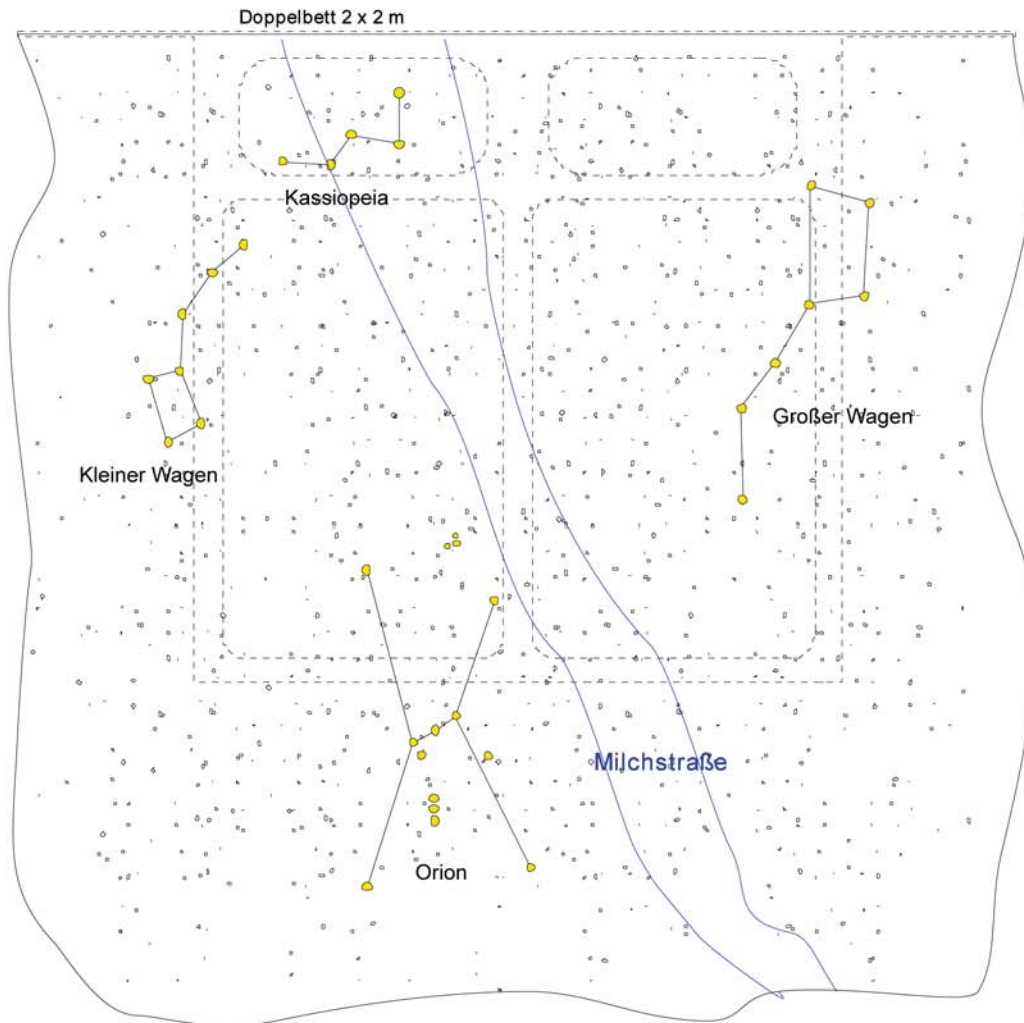 Doppelbett 2 x 2 m
Kassiopeia
Großer Wagen
Kleiner Wagen
Milchstraße
Orion